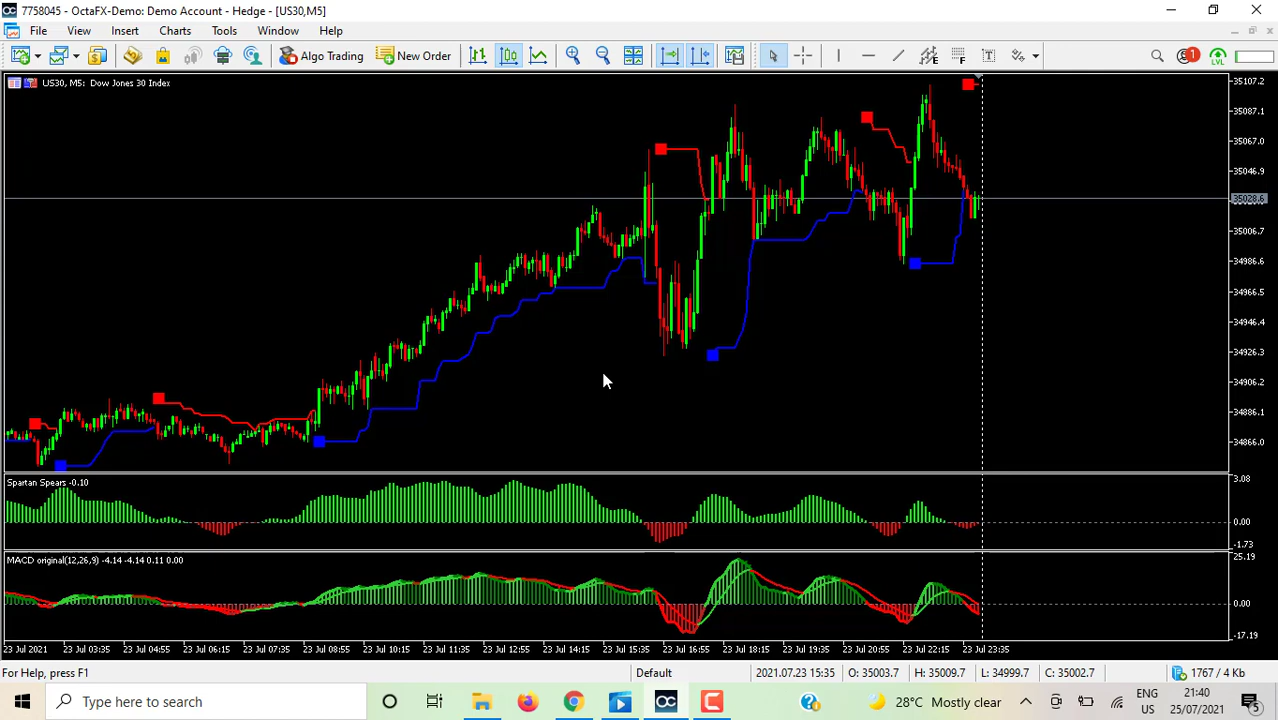 7758045 - OctaFX-Demo: Demo Account - Hedge - [US30,M5]
File View Insert Charts Tools Window Help
Algo Trading New Order 1 LVL
US30, M5: Dow Jones 30 Index
35107.2
35087.1
35067.0
35046.9
35028.6
35006.7
34986.6
34966.5
34946.4
34926.3
34906.2
34886.1
34866.0
Spartan Spears -0.10
3.08
0.00
-1.73
MACD original(12,26,9) -4.14 -4.14 0.11 0.00
25.19
0.00
-17.19
23 Jul 2021 23 Jul 03:35 23 Jul 04:55 23 Jul 06:15 23 Jul 07:35 23 Jul 08:55 23 Jul 10:15 23 Jul 11:35 23 Jul 12:55 23 Jul 14:15 23 Jul 15:35 23 Jul 16:55 23 Jul 18:15 23 Jul 19:35 23 Jul 20:55 23 Jul 22:15 23 Jul 23:35
For Help, press F1 Default 2021.07.23 15:35 O: 35003.7 H: 35009.7 L: 34999.7 C: 35002.7 1767 / 4 Kb
Type here to search
28°C Mostly clear
ENG
US
21:40
25/07/2021
5